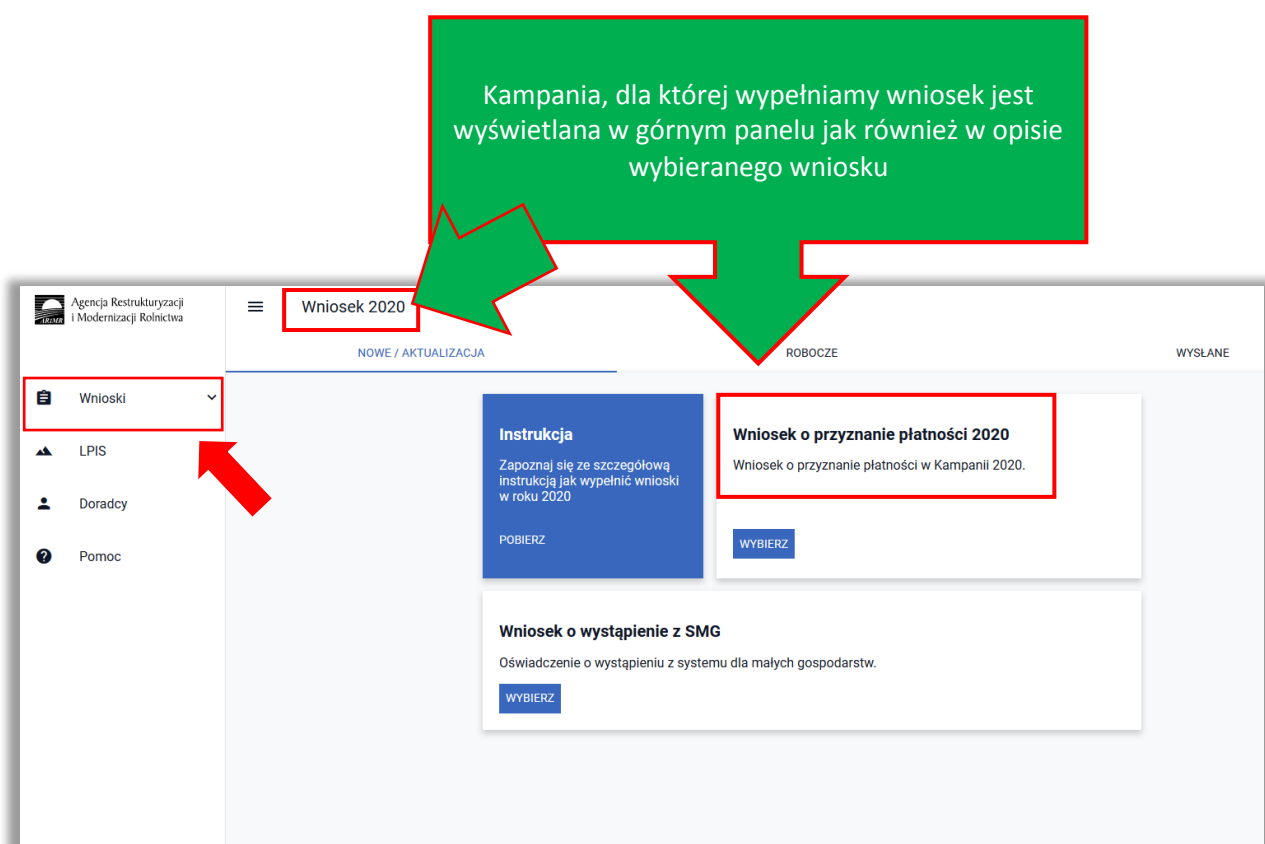 Kampania, dla której wypełniamy wniosek jest
wyświetlana w górnym panelu jak również w opisie
wybieranego wniosku
ARiMR
Agencja Restrukturyzacji
i Modernizacji Rolnictwa
Wniosek 2020
NOWE / AKTUALIZACJA
ROBOCZE
WYSŁANE
Wnioski
LPIS
Doradcy
Pomoc
Instrukcja
Zapoznaj się ze szczegółową
instrukcją jak wypełnić wnioski
w roku 2020
POBIERZ
Wniosek o przyznanie płatności 2020
Wniosek o przyznanie płatności w Kampanii 2020.
WYBIERZ
Wniosek o wystąpienie z SMG
Oświadczenie o wystąpieniu z systemu dla małych gospodarstw.
WYBIERZ